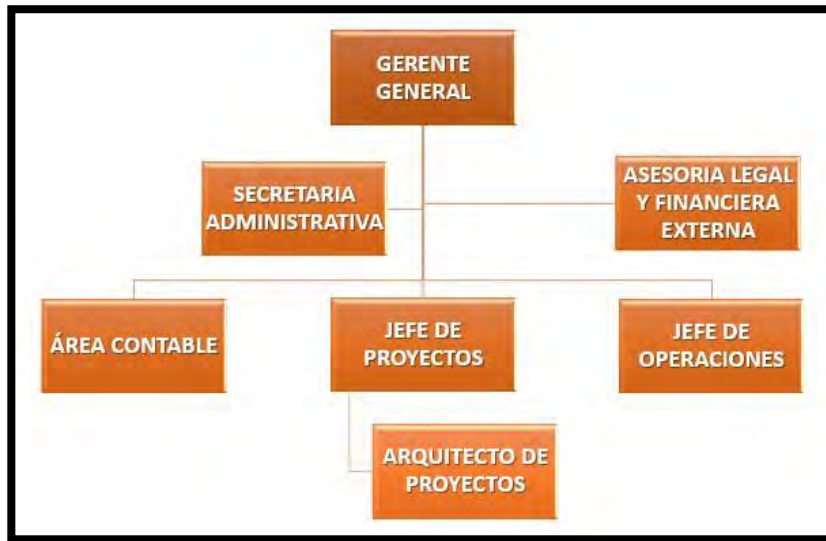 GERENTE
GENERAL
SECRETARIA
ADMINISTRATIVA
ASESORIA LEGAL
Y FINANCIERA
EXTERNA
ÁREA CONTABLE
JEFE DE
PROYECTOS
JEFE DE
OPERACIONES
ARQUITECTO DE
PROYECTOS